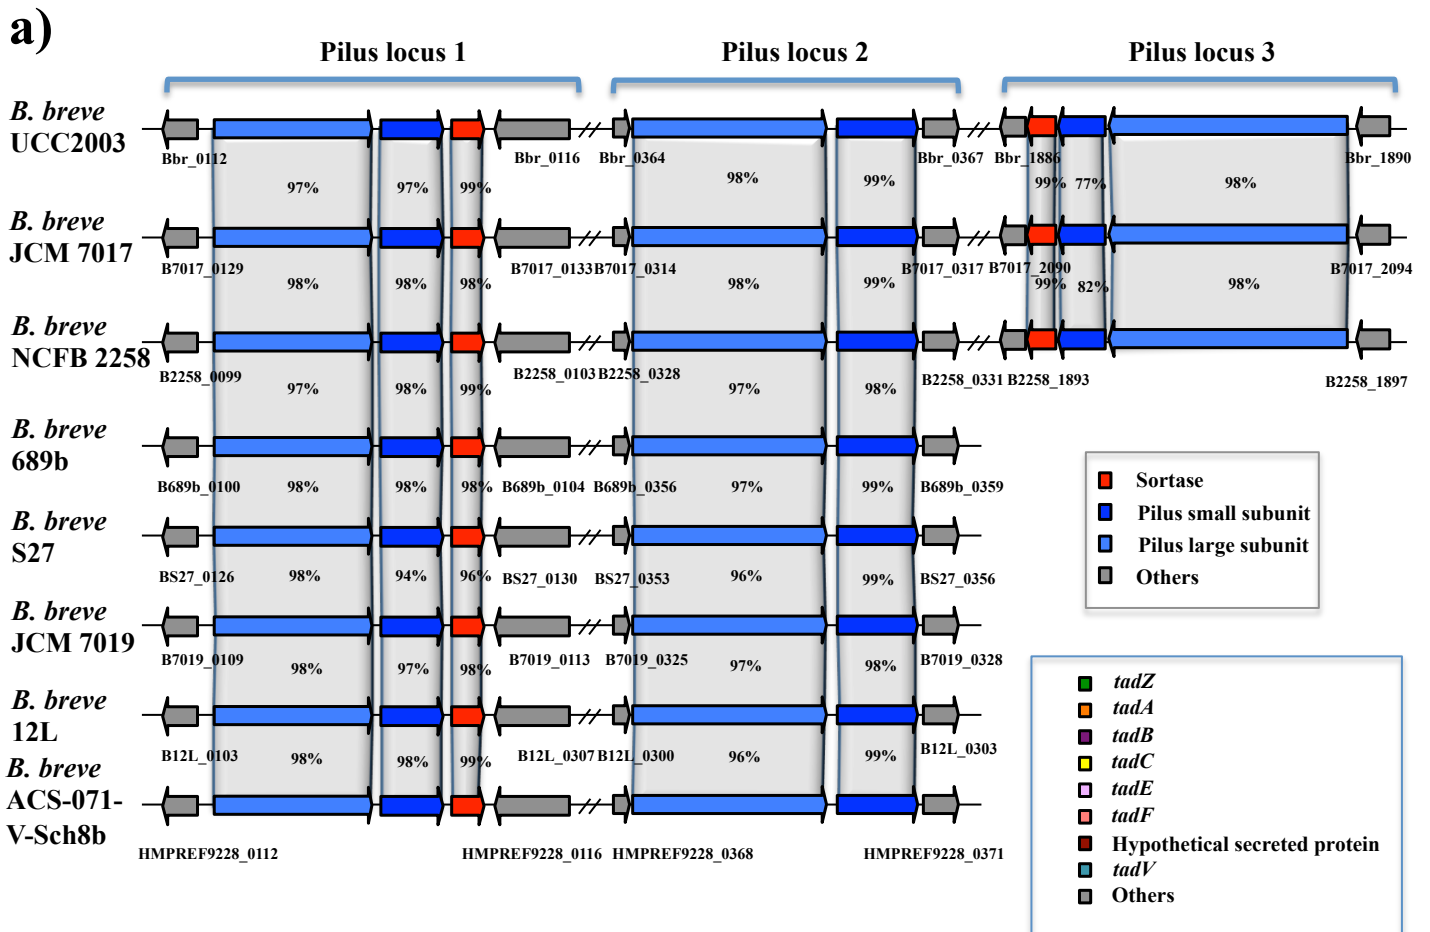 a)
Pilus locus 1 Pilus locus 2 Pilus locus 3
B. breve
UCC2003
Bbr_0112 Bbr_0116 Bbr_0364 Bbr_0367 Bbr_1886 Bbr_1890
97% 97% 99% 98% 99% 99% 77% 98%
B. breve
JCM 7017
B7017_0129 B7017_0133 B7017_0314 B7017_0317 B7017_2090 B7017_2094
98% 98% 98% 98% 99% 99% 82% 98%
B. breve
NCFB 2258
B2258_0099 B2258_0103 B2258_0328 B2258_0331 B2258_1893 B2258_1897
97% 98% 99% 97% 98%
B. breve
689b
B689b_0100 B689b_0104 B689b_0356 B689b_0359
98% 98% 98% 97% 99%
B. breve
S27
BS27_0126 BS27_0130 BS27_0353 BS27_0356
98% 94% 96% 96% 99%
B. breve
JCM 7019
B7019_0109 B7019_0113 B7019_0325 B7019_0328
98% 97% 98% 97% 98%
B. breve
12L
B12L_0103 B12L_0307 B12L_0300 B12L_0303
98% 98% 99% 96% 99%
B. breve
ACS-071-
V-Sch8b
HMPREF9228_0112 HMPREF9228_0116 HMPREF9228_0368 HMPREF9228_0371
Sortase
Pilus small subunit
Pilus large subunit
Others
tadZ
tadA
tadB
tadC
tadE
tadF
Hypothetical secreted protein
tadV
Others